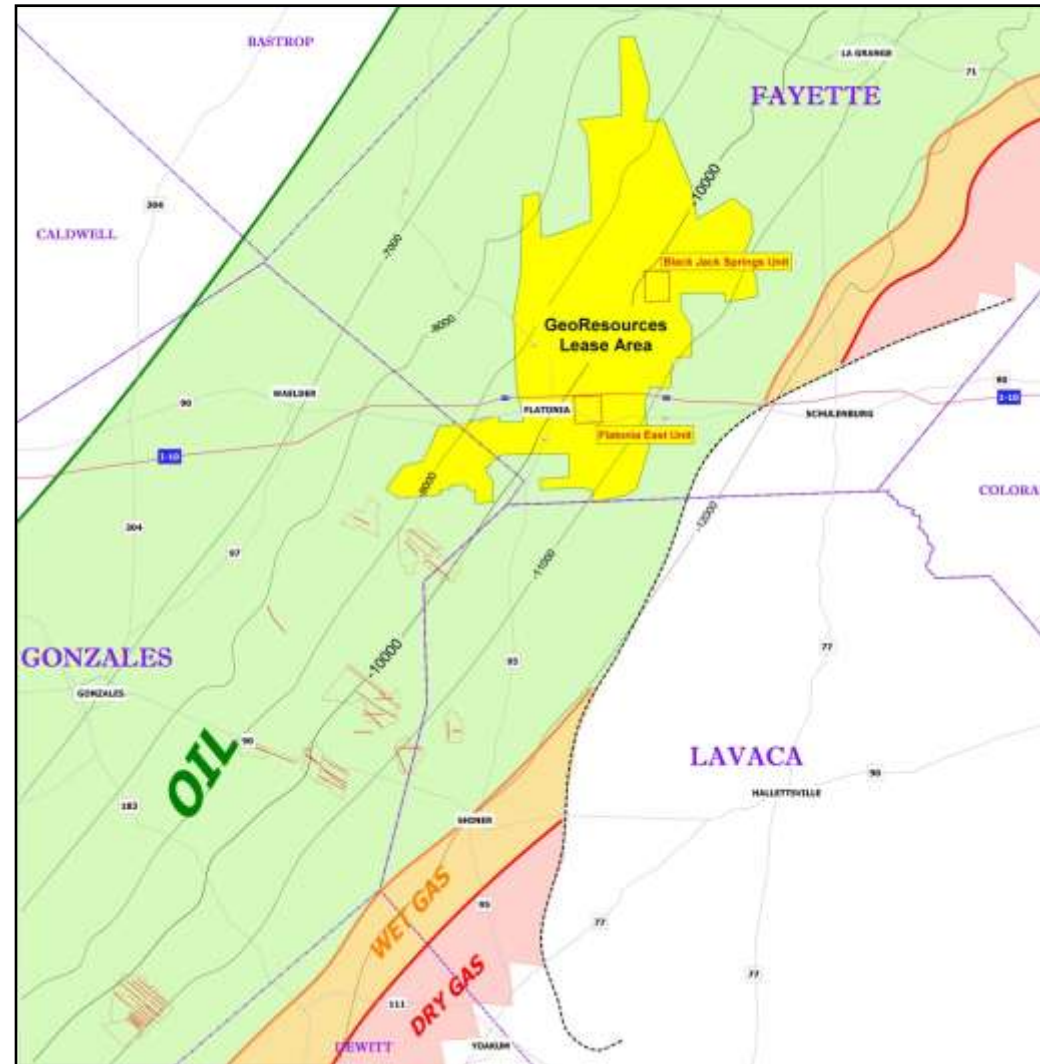 BASTROP
LA GRANGE
71
FAYETTE
-10000
304
CALDWELL
-7000
Black Jack Springs Unit
-8000
GeoResources
Lease Area
WAELDER
90
90
I-10
FLATONIA
SCHULENBURG
Flatonia East Unit
I-10
-9000
COLORA
-12000
304
97
-11000
GONZALES
-10000
95
77
GONZALES
OIL
90
LAVACA
90
HALLETTSVILLE
183
SHINER
WET GAS
95
77
DRY GAS
77
111
DEWITT
YOAKUM